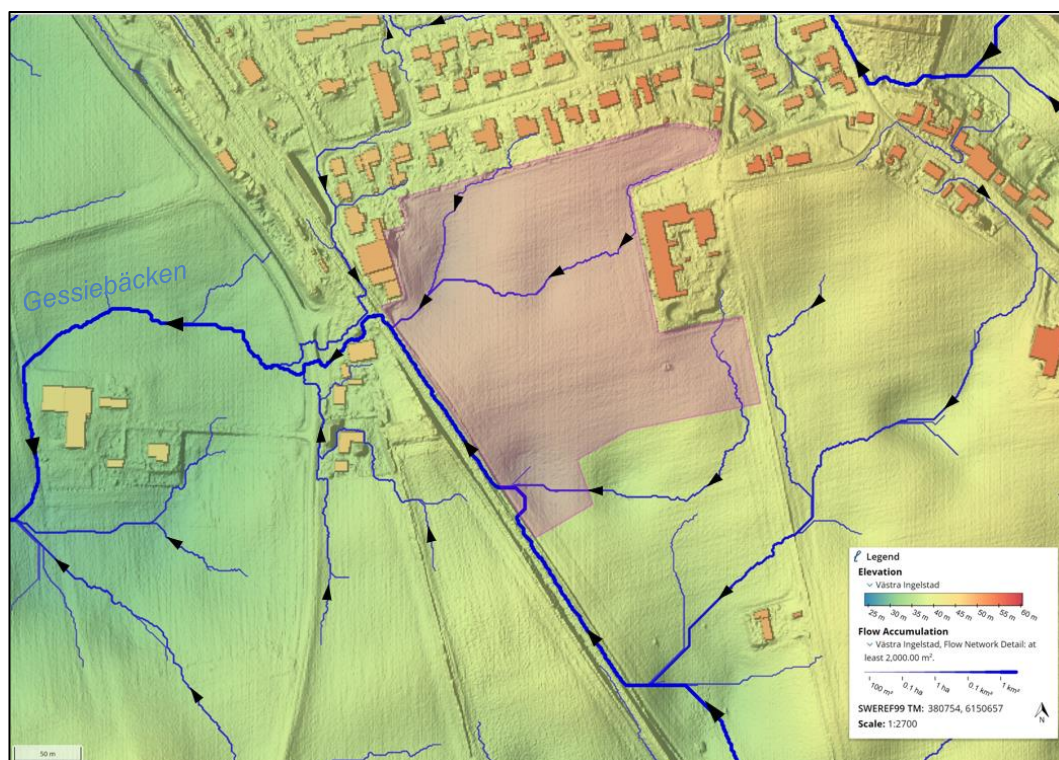 Gessiebäcken
Legend
Elevation
Västra Ingelstad
25 m 30 m 35 m 40 m 45 m 50 m 55 m 60 m
Flow Accumulation
Västra Ingelstad, Flow Network Detail: at
least 2,000.00 m².
100 m² 0.1 ha 1 ha 0.1 km² 1 km²
SWEREF99 TM: 380754, 6150657
Scale: 1:2700
N
50 m